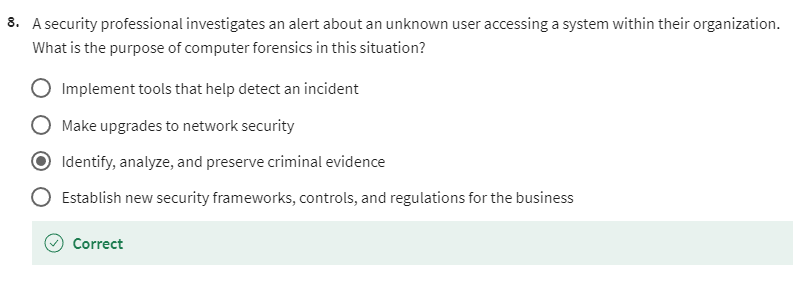 8. A security professional investigates an alert about an unknown user accessing a system within their organization.
What is the purpose of computer forensics in this situation?
Implement tools that help detect an incident
Make upgrades to network security
Identify, analyze, and preserve criminal evidence
Establish new security frameworks, controls, and regulations for the business
Correct